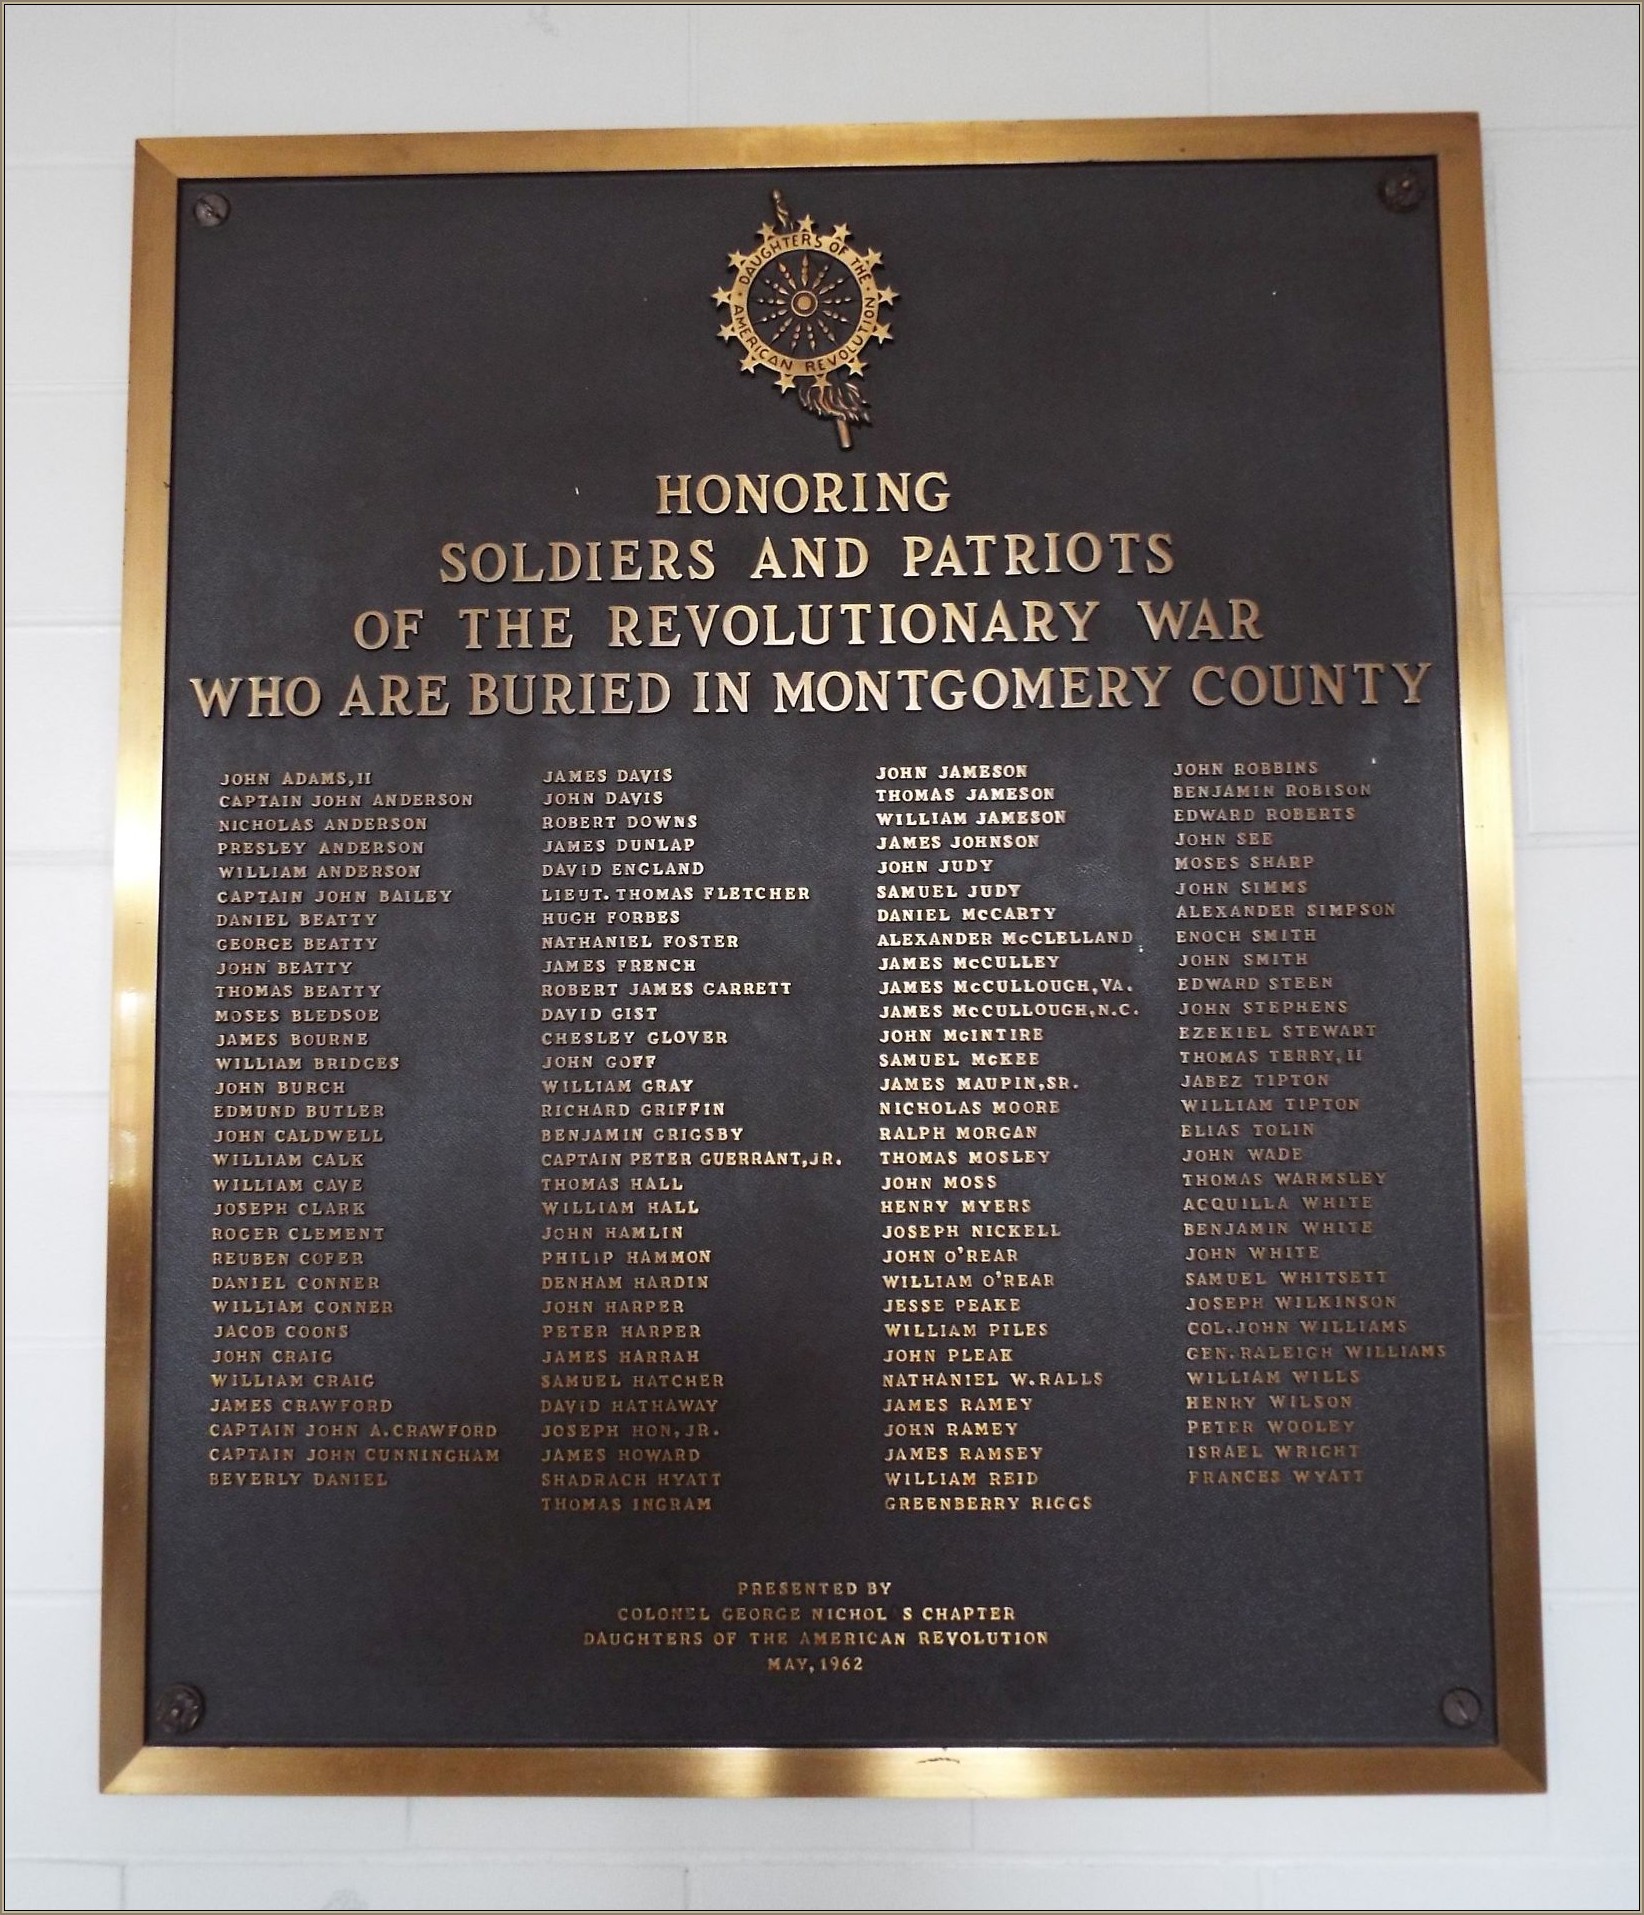 DAUGHTERS OF THE
AMERICAN REVOLUTION
HONORING
SOLDIERS AND PATRIOTS
OF THE REVOLUTIONARY WAR
WHO ARE BURIED IN MONTGOMERY COUNTY
JOHN ADAMS, II
CAPTAIN JOHN ANDERSON
NICHOLAS ANDERSON
PRESLEY ANDERSON
WILLIAM ANDERSON
CAPTAIN JOHN BAILEY
DANIEL BEATTY
GEORGE BEATTY
JOHN BEATTY
THOMAS BEATTY
MOSES BLEDSOE
JAMES BOURNE
WILLIAM BRIDGES
JOHN BURCH
EDMUND BUTLER
JOHN CALDWELL
WILLIAM CALK
WILLIAM CAVE
JOSEPH CLARK
ROGER CLEMENT
REUBEN COFER
DANIEL CONNER
WILLIAM CONNER
JACOB COONS
JOHN CRAIG
WILLIAM CRAIG
JAMES CRAWFORD
CAPTAIN JOHN A. CRAWFORD
CAPTAIN JOHN CUNNINGHAM
BEVERLY DANIEL
JAMES DAVIS
JOHN DAVIS
ROBERT DOWNS
JAMES DUNLAP
DAVID ENGLAND
LIEUT. THOMAS FLETCHER
HUGH FORBES
NATHANIEL FOSTER
JAMES FRENCH
ROBERT JAMES GARRETT
DAVID GIST
CHESLEY GLOVER
JOHN GOFF
WILLIAM GRAY
RICHARD GRIFFIN
BENJAMIN GRIGSBY
CAPTAIN PETER GUERRANT, JR.
THOMAS HALL
WILLIAM HALL
JOHN HAMLIN
PHILIP HAMMON
DENHAM HARDIN
JOHN HARPER
PETER HARPER
JAMES HARRAH
SAMUEL HATCHER
DAVID HATHAWAY
JOSEPH HON, JR.
JAMES HOWARD
SHADRACH HYATT
THOMAS INGRAM
JOHN JAMESON
THOMAS JAMESON
WILLIAM JAMESON
JAMES JOHNSON
JOHN JUDY
SAMUEL JUDY
DANIEL McCARTY
ALEXANDER McCLELLAND
JAMES McCULLEY
JAMES McCULLOUGH, VA.
JAMES McCULLOUGH, N.C.
JOHN McINTIRE
SAMUEL McKEE
JAMES MAUPIN, SR.
NICHOLAS MOORE
RALPH MORGAN
THOMAS MOSLEY
JOHN MOSS
HENRY MYERS
JOSEPH NICKELL
JOHN O'REAR
WILLIAM O'REAR
JESSE PEAKE
WILLIAM PILES
JOHN PLEAK
NATHANIEL W. RALLS
JAMES RAMEY
JOHN RAMEY
JAMES RAMSEY
WILLIAM REID
GREENBERRY RIGGS
JOHN ROBBINS
BENJAMIN ROBISON
EDWARD ROBERTS
JOHN SEE
MOSES SHARP
JOHN SIMMS
ALEXANDER SIMPSON
ENOCH SMITH
JOHN SMITH
EDWARD STEEN
JOHN STEPHENS
EZEKIEL STEWART
THOMAS TERRY, II
JABEZ TIPTON
WILLIAM TIPTON
ELIAS TOLIN
JOHN WADE
THOMAS WARMSLEY
ACQUILLA WHITE
BENJAMIN WHITE
JOHN WHITE
SAMUEL WHITSETT
JOSEPH WILKINSON
COL. JOHN WILLIAMS
GEN. RALEIGH WILLIAMS
WILLIAM WILLS
HENRY WILSON
PETER WOOLEY
ISRAEL WRIGHT
FRANCES WYATT
PRESENTED BY
COLONEL GEORGE NICHOL S CHAPTER
DAUGHTERS OF THE AMERICAN REVOLUTION
MAY, 1962